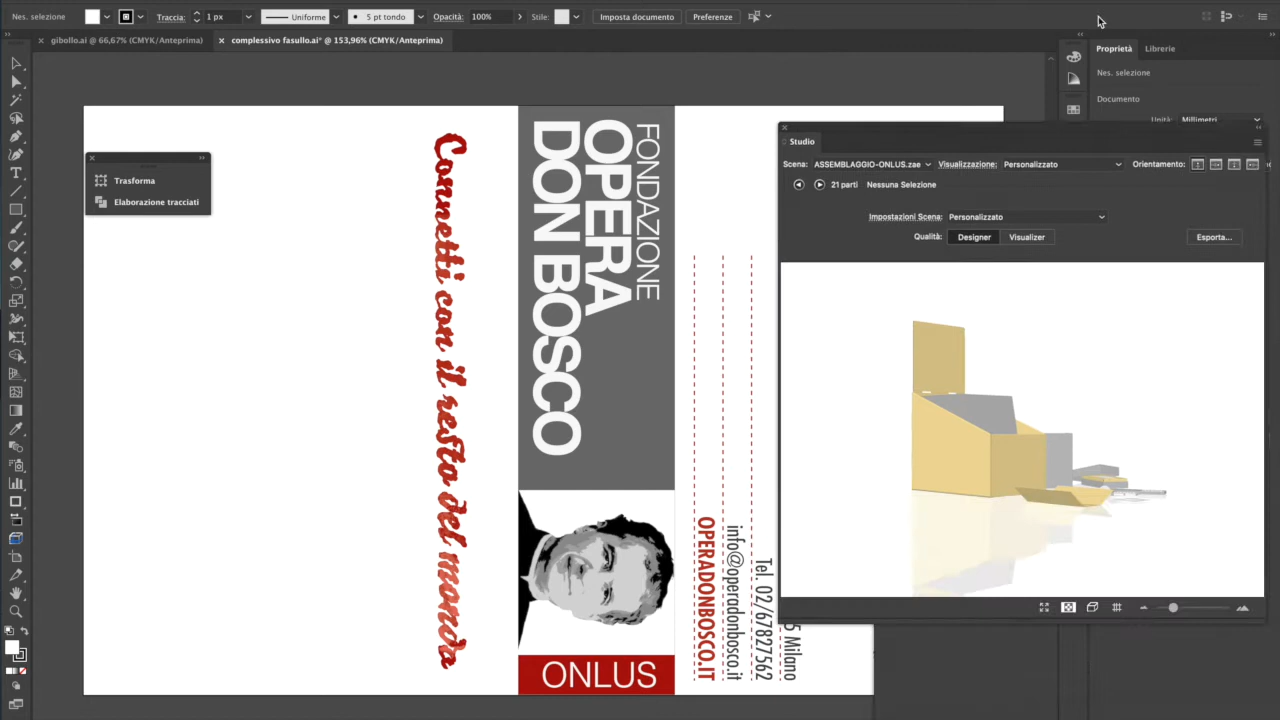 Nes. selezione
Traccia:
1 px
Uniforme
5 pt tondo
Opacità:
100%
Stile:
Imposta documento
Preferenze
gibollo.ai @ 66,67% (CMYK/Anteprima)
complessivo fasullo.ai* @ 153,96% (CMYK/Anteprima)
Trasforma
Elaborazione tracciati
Connetti con il resto del mondo
FONDAZIONE
OPERA
DON BOSCO
ONLUS
OPERADONBOSCO.IT
info@operadonbosco.it
Tel. 02/67827562
5 Milano
Proprietà
Librerie
Nes. selezione
Documento
Unità:
Millimetri
Studio
Scena:
ASSEMBLAGGIO-ONLUS.zae
Visualizzazione:
Personalizzato
Orientamento:
21 parti
Nessuna Selezione
Impostazioni Scena:
Personalizzato
Qualità:
Designer
Visualizer
Esporta...